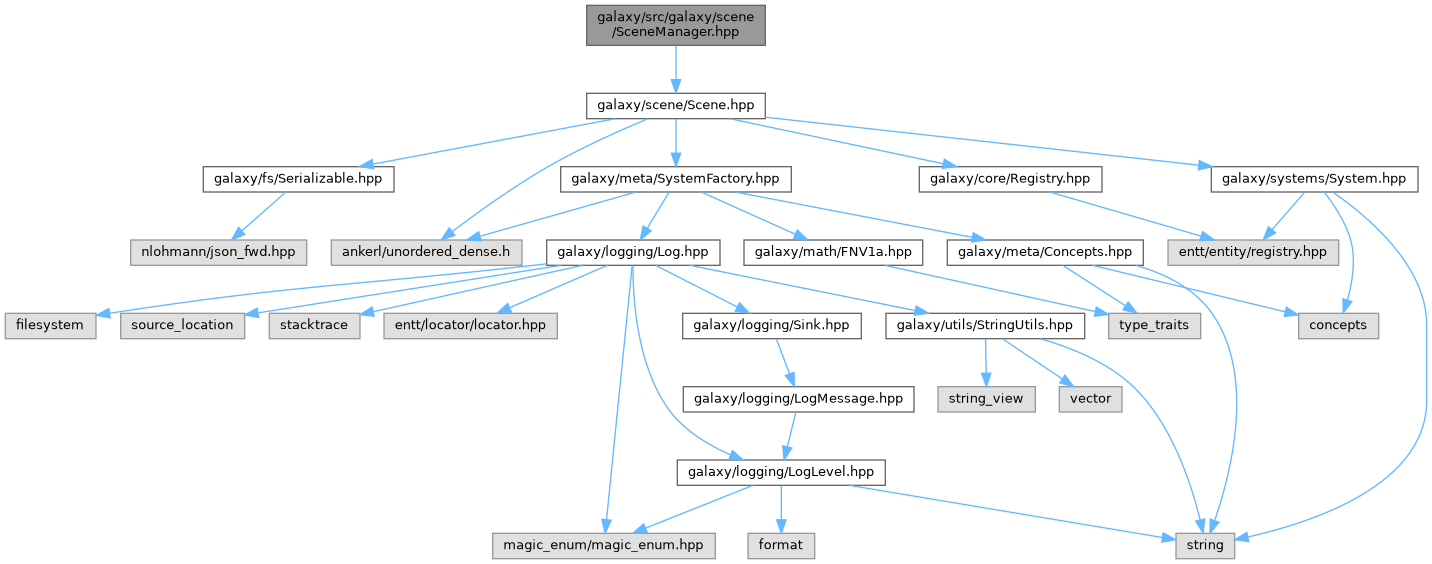 galaxy/src/galaxy/scene
/SceneManager.hpp
galaxy/scene/Scene.hpp
galaxy/fs/Serializable.hpp
galaxy/meta/SystemFactory.hpp
galaxy/core/Registry.hpp
galaxy/systems/System.hpp
nlohmann/json_fwd.hpp
ankerl/unordered_dense.h
galaxy/logging/Log.hpp
galaxy/math/FNV1a.hpp
galaxy/meta/Concepts.hpp
entt/entity/registry.hpp
filesystem
source_location
stacktrace
entt/locator/locator.hpp
galaxy/logging/Sink.hpp
galaxy/utils/StringUtils.hpp
type_traits
concepts
galaxy/logging/LogMessage.hpp
string_view
vector
galaxy/logging/LogLevel.hpp
magic_enum/magic_enum.hpp
format
string